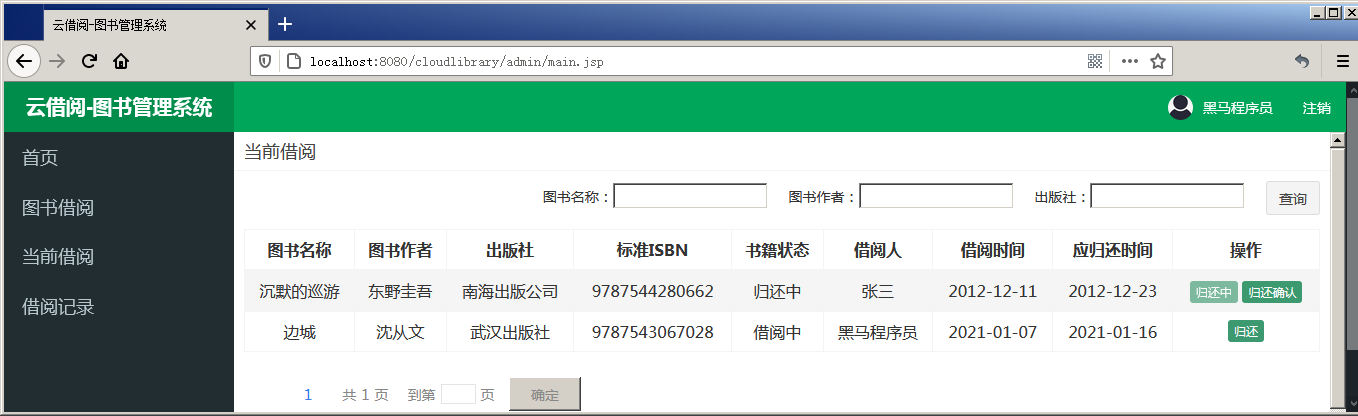 云借阅-图书管理系统
localhost:8080/cloudlibrary/admin/main.jsp
云借阅-图书管理系统 黑马程序员 注销
首页
图书借阅
当前借阅
借阅记录
当前借阅
图书名称： 图书作者： 出版社： 查询
图书名称 图书作者 出版社 标准ISBN 书籍状态 借阅人 借阅时间 应归还时间 操作
沉默的巡游 东野圭吾 南海出版公司 9787544280662 归还中 张三 2012-12-11 2012-12-23 归还中 归还确认
边城 沈从文 武汉出版社 9787543067028 借阅中 黑马程序员 2021-01-07 2021-01-16 归还
1 共 1 页 到第 页 确定